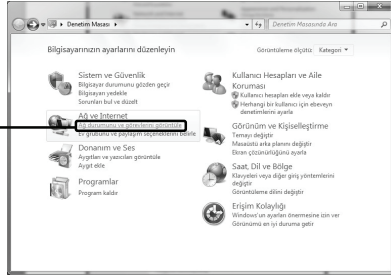 Denetim Masası
Denetim Masasında Ara
Bilgisayarınızın ayarlarını düzenleyin
Görüntüleme ölçütü: Kategori
Sistem ve Güvenlik
Bilgisayar durumunu gözden geçir
Bilgisayarı yedekle
Sorunları bul ve düzelt
Ağ ve Internet
Ağ durumunu ve görevlerini görüntüle
Ev grubunu ve paylaşım seçeneklerini belirle
Donanım ve Ses
Aygıtları ve yazıcıları görüntüle
Aygıt ekle
Programlar
Program kaldır
Kullanıcı Hesapları ve Aile
Koruması
Kullanıcı hesapları ekle veya kaldır
Herhangi bir kullanıcı için ebeveyn
denetimlerini ayarla
Görünüm ve Kişiselleştirme
Temayı değiştir
Masaüstü arka planını değiştir
Ekran çözünürlüğünü ayarla
Saat, Dil ve Bölge
Klavyeleri veya diğer giriş yöntemlerini
değiştir
Görüntüleme dilini değiştir
Erişim Kolaylığı
Windows'un ayarları önermesine izin ver
Görünümü en iyi duruma getir